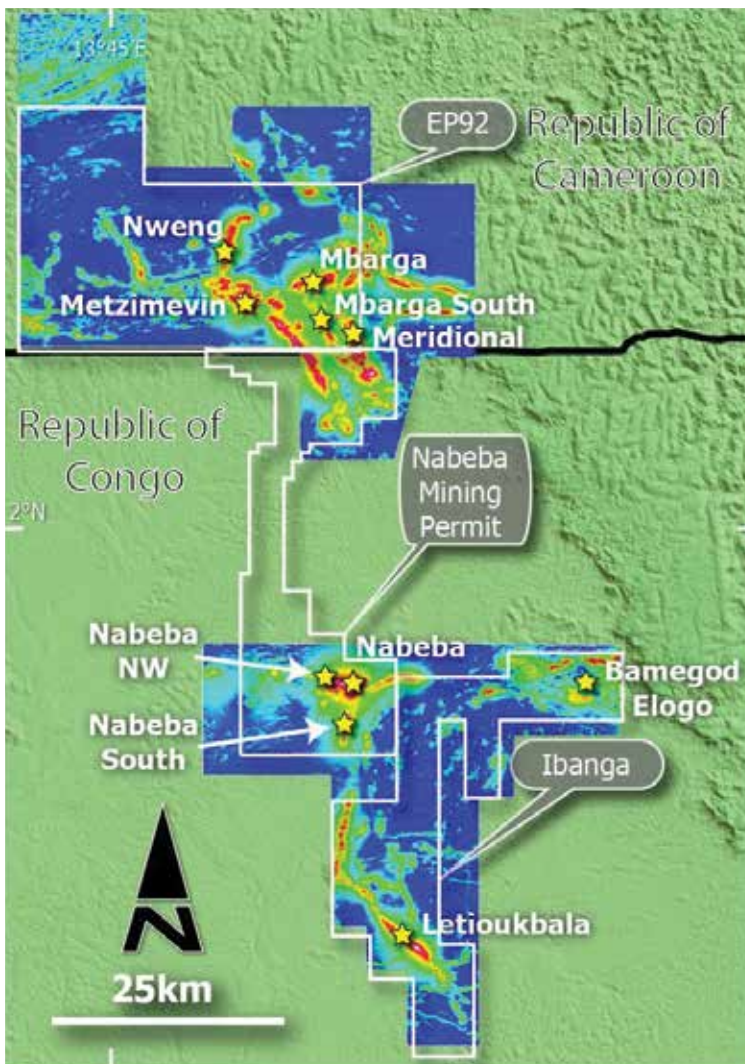 13°45'E
EP92
Republic of
Cameroon
Nweng
Mbarga
Metzimevin
Mbarga South
Meridional
Republic of
Congo
Nabeba
Mining
Permit
2°N
Nabeba
NW
Nabeba
Bamegod
Elogo
Nabeba
South
Ibanga
Letioukbala
N
25km